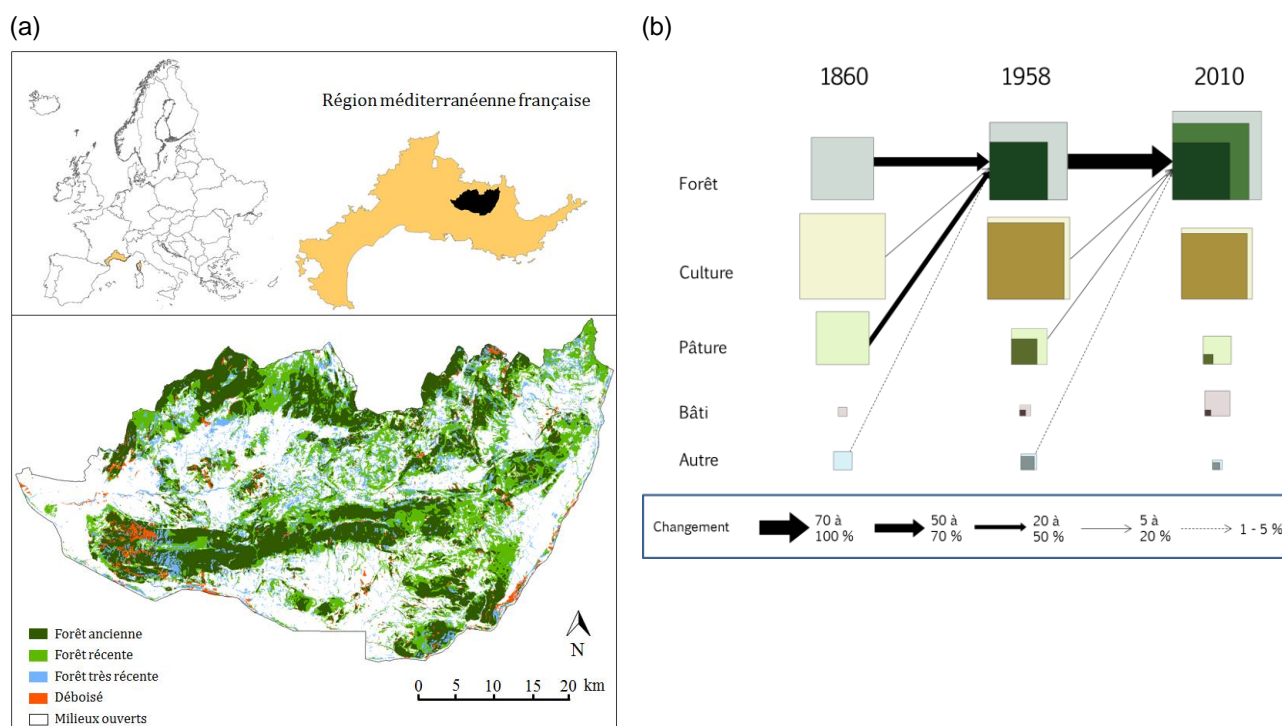 (a)
Région méditerranéenne française
Forêt ancienne
Forêt récente
Forêt très récente
Déboisé
Milieux ouverts
N
0 5 10 20 km
(b)
1860 1958 2010
Forêt
Culture
Pâture
Bâti
Autre
Changement
70 à
100 %
50 à
70 %
20 à
50 %
5 à
20 %
1 - 5 %